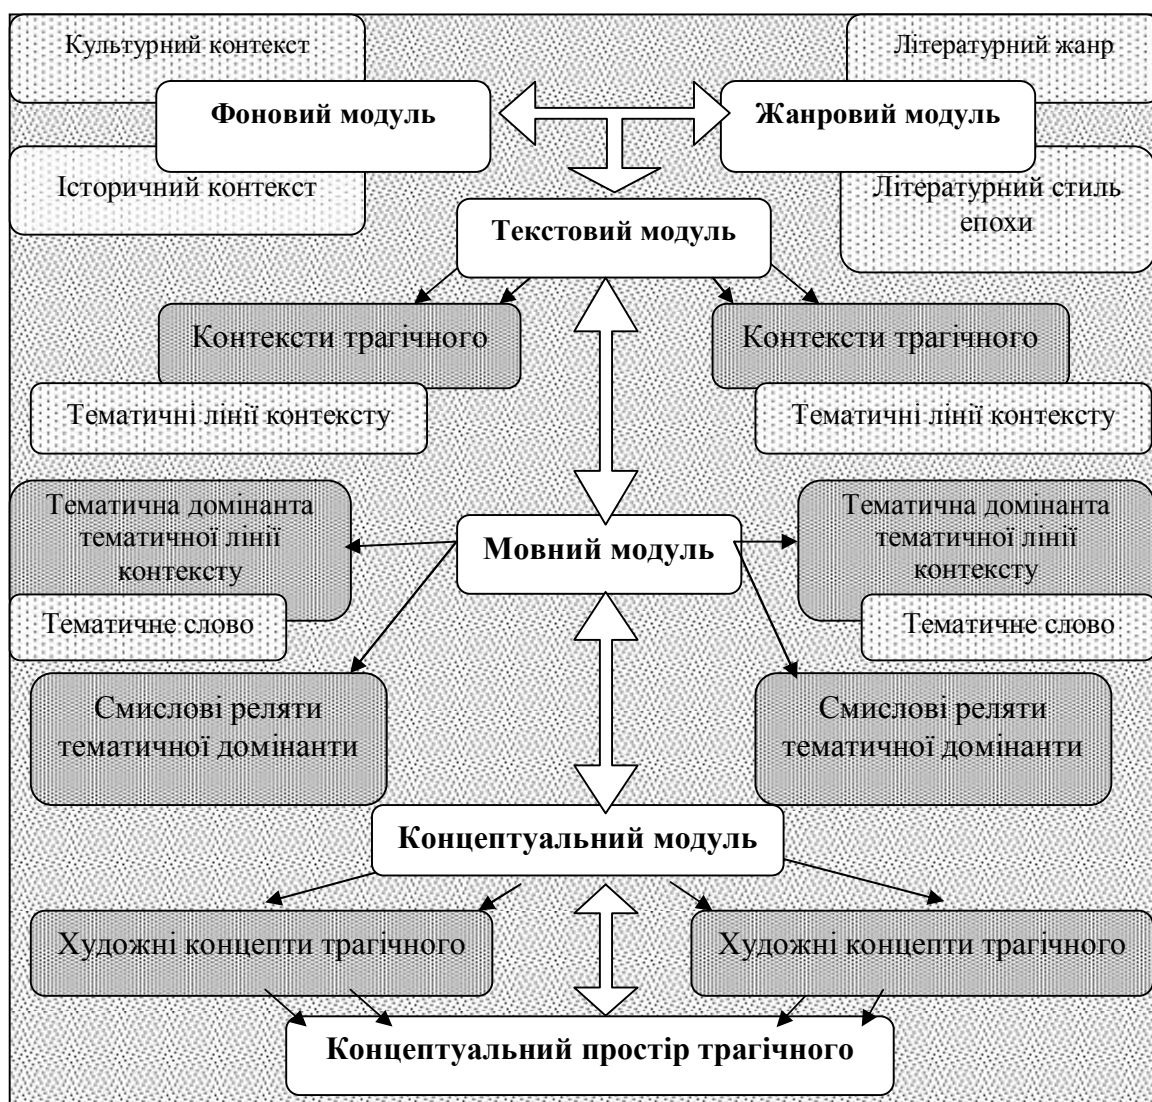 Культурний контекст
Літературний жанр
Фоновий модуль
Жанровий модуль
Історичний контекст
Літературний стиль
епохи
Текстовий модуль
Контексти трагічного
Контексти трагічного
Тематичні лінії контексту
Тематичні лінії контексту
Тематична домінанта
тематичної лінії
контексту
Мовний модуль
Тематична домінанта
тематичної лінії
контексту
Тематичне слово
Тематичне слово
Смислові реляти
тематичної домінанти
Смислові реляти
тематичної домінанти
Концептуальний модуль
Художні концепти трагічного
Художні концепти трагічного
Концептуальний простір трагічного